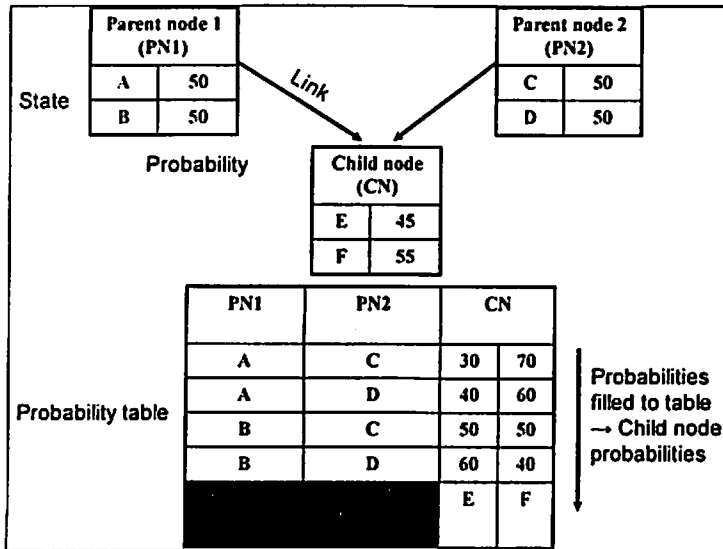 Parent node 1
(PN1)
A 50
B 50
Parent node 2
(PN2)
C 50
D 50
State
Link
Probability
Child node
(CN)
E 45
F 55
PN1 PN2 CN
A C 30 70
A D 40 60
B C 50 50
B D 60 40
E F
Probability table
Probabilities
filled to table
→ Child node
probabilities